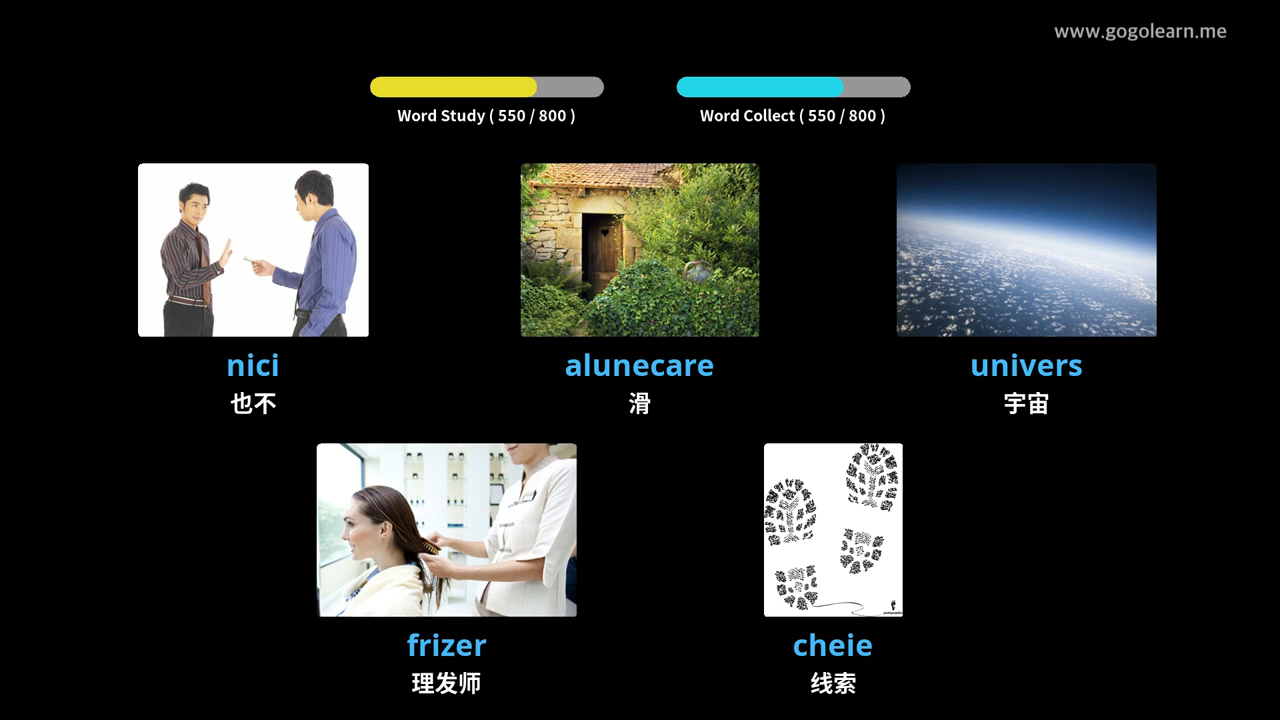 www.gogolearn.me
Word Study ( 550 / 800 )
Word Collect ( 550 / 800 )
nici
也不
alunecare
滑
univers
宇宙
frizer
理发师
cheie
线索